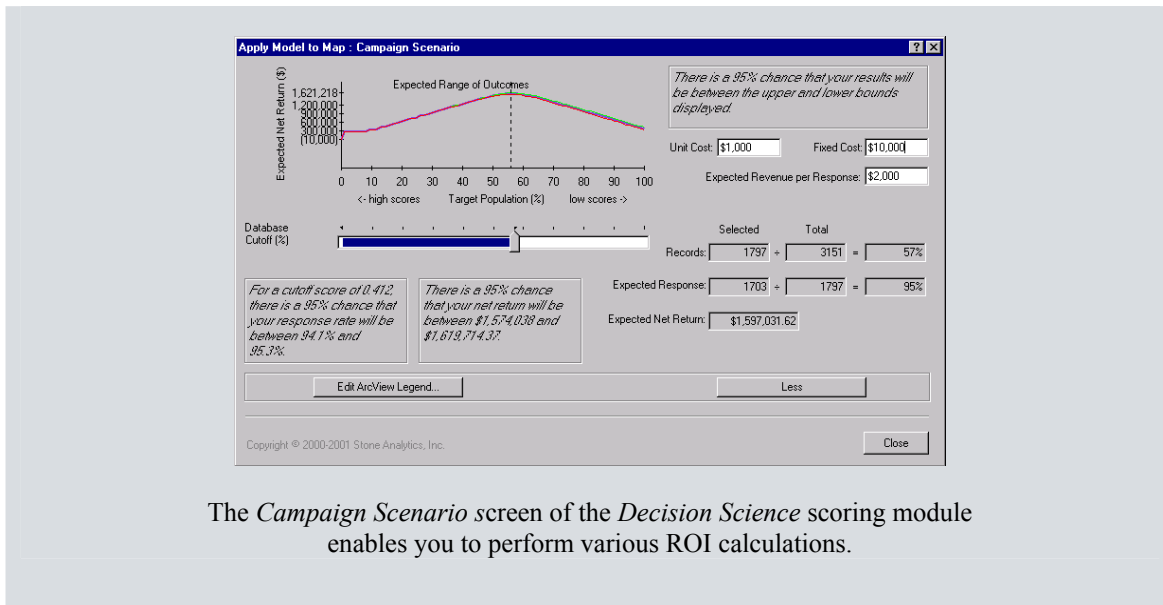 Apply Model to Map : Campaign Scenario
Expected Net Return ($)
Expected Range of Outcomes
1,621,218
1,200,000
900,000
600,000
300,000
(10,000)
0 10 20 30 40 50 60 70 80 90 100
<- high scores Target Population (%) low scores ->
There is a 95% chance that your results will
be between the upper and lower bounds
displayed.
Unit Cost: $1,000 Fixed Cost: $10,000
Expected Revenue per Response: $2,000
Database
Cutoff (%)
Selected Total
Records: 1797 ÷ 3151 = 57%
Expected Response: 1703 ÷ 1797 = 95%
Expected Net Return: $1,597,031.62
For a cutoff score of 0.412,
there is a 95% chance that
your response rate will be
between 94.1% and
95.3%.
There is a 95% chance
that your net return will be
between $1,574,038 and
$1,619,714.37.
Edit ArcView Legend... Less
Copyright © 2000-2001 Stone Analytics, Inc. Close
The Campaign Scenario screen of the Decision Science scoring module
enables you to perform various ROI calculations.